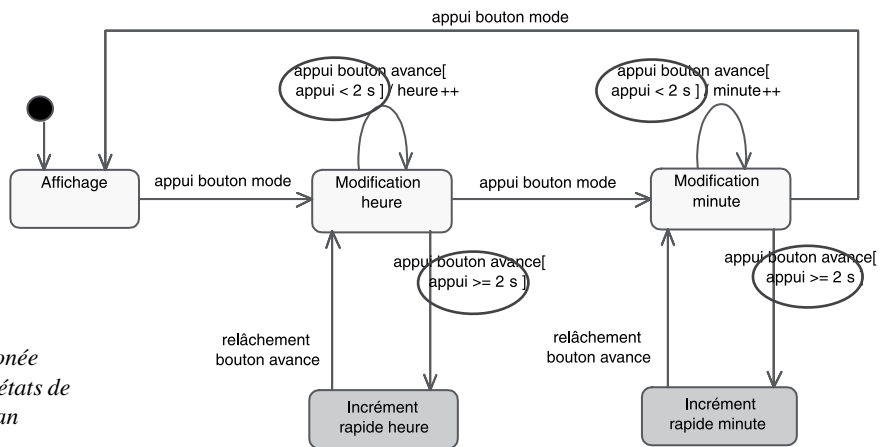 appui bouton mode
appui bouton avance[
appui < 2 s ] / heure++
appui bouton avance[
appui < 2 s ] / minute++
Affichage
appui bouton mode
Modification
heure
appui bouton mode
Modification
minute
appui bouton avance[
appui >= 2 s ]
appui bouton avance[
appui >= 2 s ]
relâchement
bouton avance
relâchement
bouton avance
onée
états de
an
Incrément
rapide heure
Incrément
rapide minute